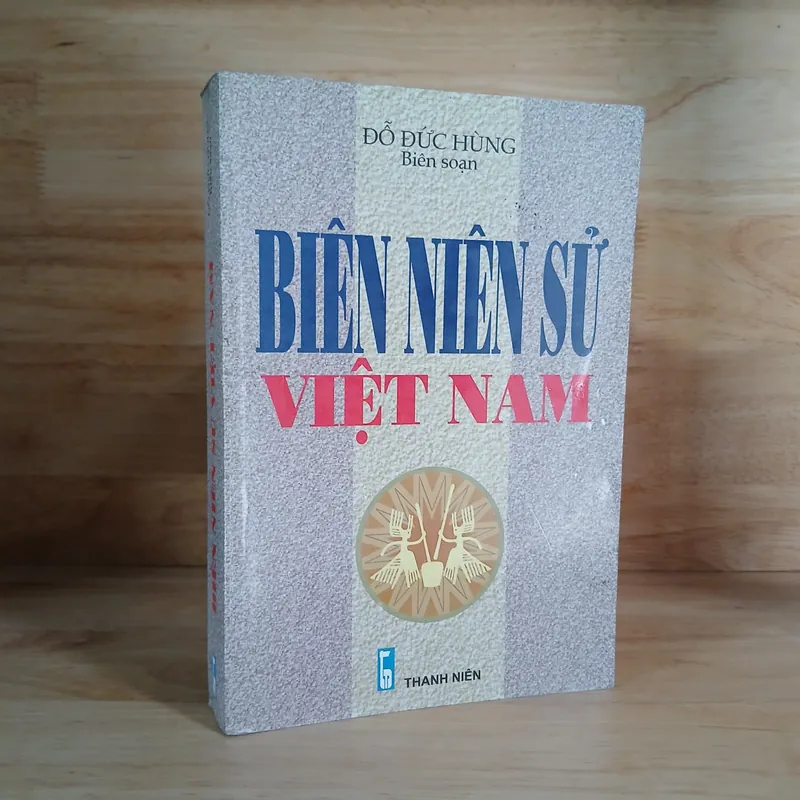 ĐỖ ĐỨC HÙNG
Biên soạn
BIÊN NIÊN SỬ
VIỆT NAM
THANH NIÊN